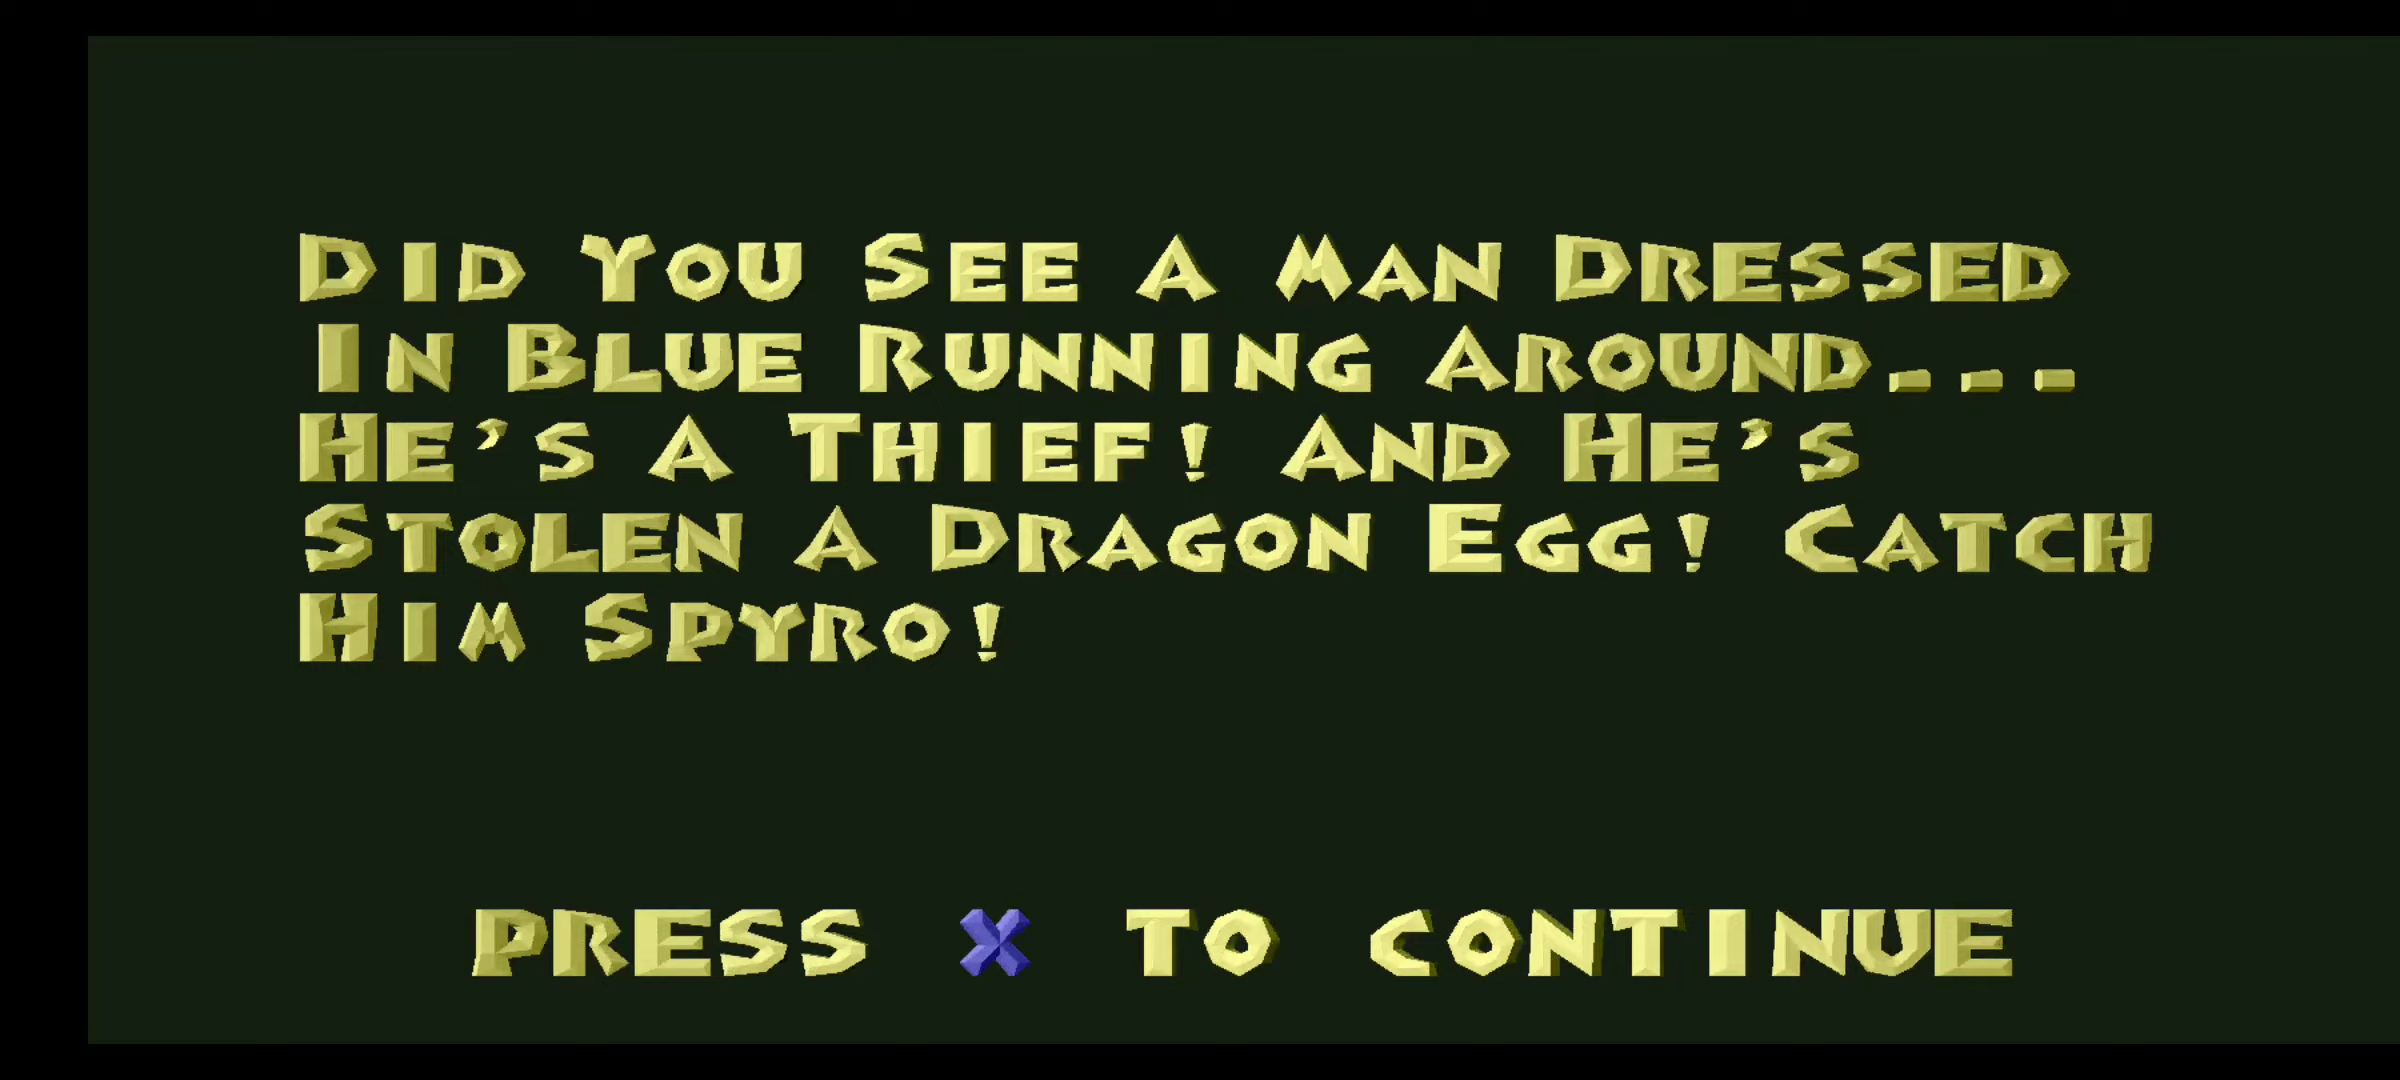 Did You See A Man Dressed
In Blue Running Around...
He's A Thief! And He's
Stolen A Dragon Egg! Catch
Him Spyro!
PRESS X TO CONTINUE